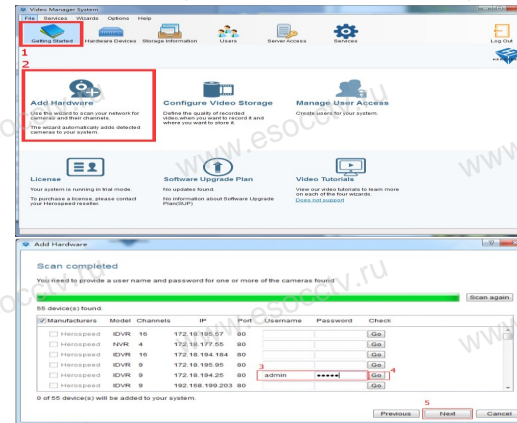 Video Manager System
File Services Wizards Options Help
Getting Started Hardware Devices Storage Information Users Server Access Services Log Out
1
2
Add Hardware Configure Video Storage Manage User Access
Use the wizard to scan your network for cameras and their channels.
The wizard automatically adds detected cameras to your system.
Define the quality of recorded video,when you want to record it and where you want to store it.
Create users for your system.
License Software Upgrade Plan Video Tutorials
Your system is running in trial mode.
To purchase a license, please contact your Herospeed reseller.
No updates found.
No information about Software Upgrade Plan(SUP)
View our video tutorials to learn more on each of the four wizards.
Does not support
Add Hardware
Scan completed
You need to provide a user name and password for one or more of the cameras found
Scan again
55 device(s) found.
Manufacturers Model Channels IP Port Username Password Check
Herospeed IDVR 16 172.18.195.57 80 Go
Herospeed NVR 4 172.18.177.55 80 Go
Herospeed IDVR 16 172.18.194.184 80 Go
Herospeed IDVR 9 172.18.195.95 80 Go
3
Herospeed IDVR 9 172.18.194.25 80 admin ••••• Go 4
Herospeed IDVR 9 192.168.199.203 80 Go
0 of 55 device(s) will be added to your system.
5
Previous Next Cancel
www.esoccctv.ru